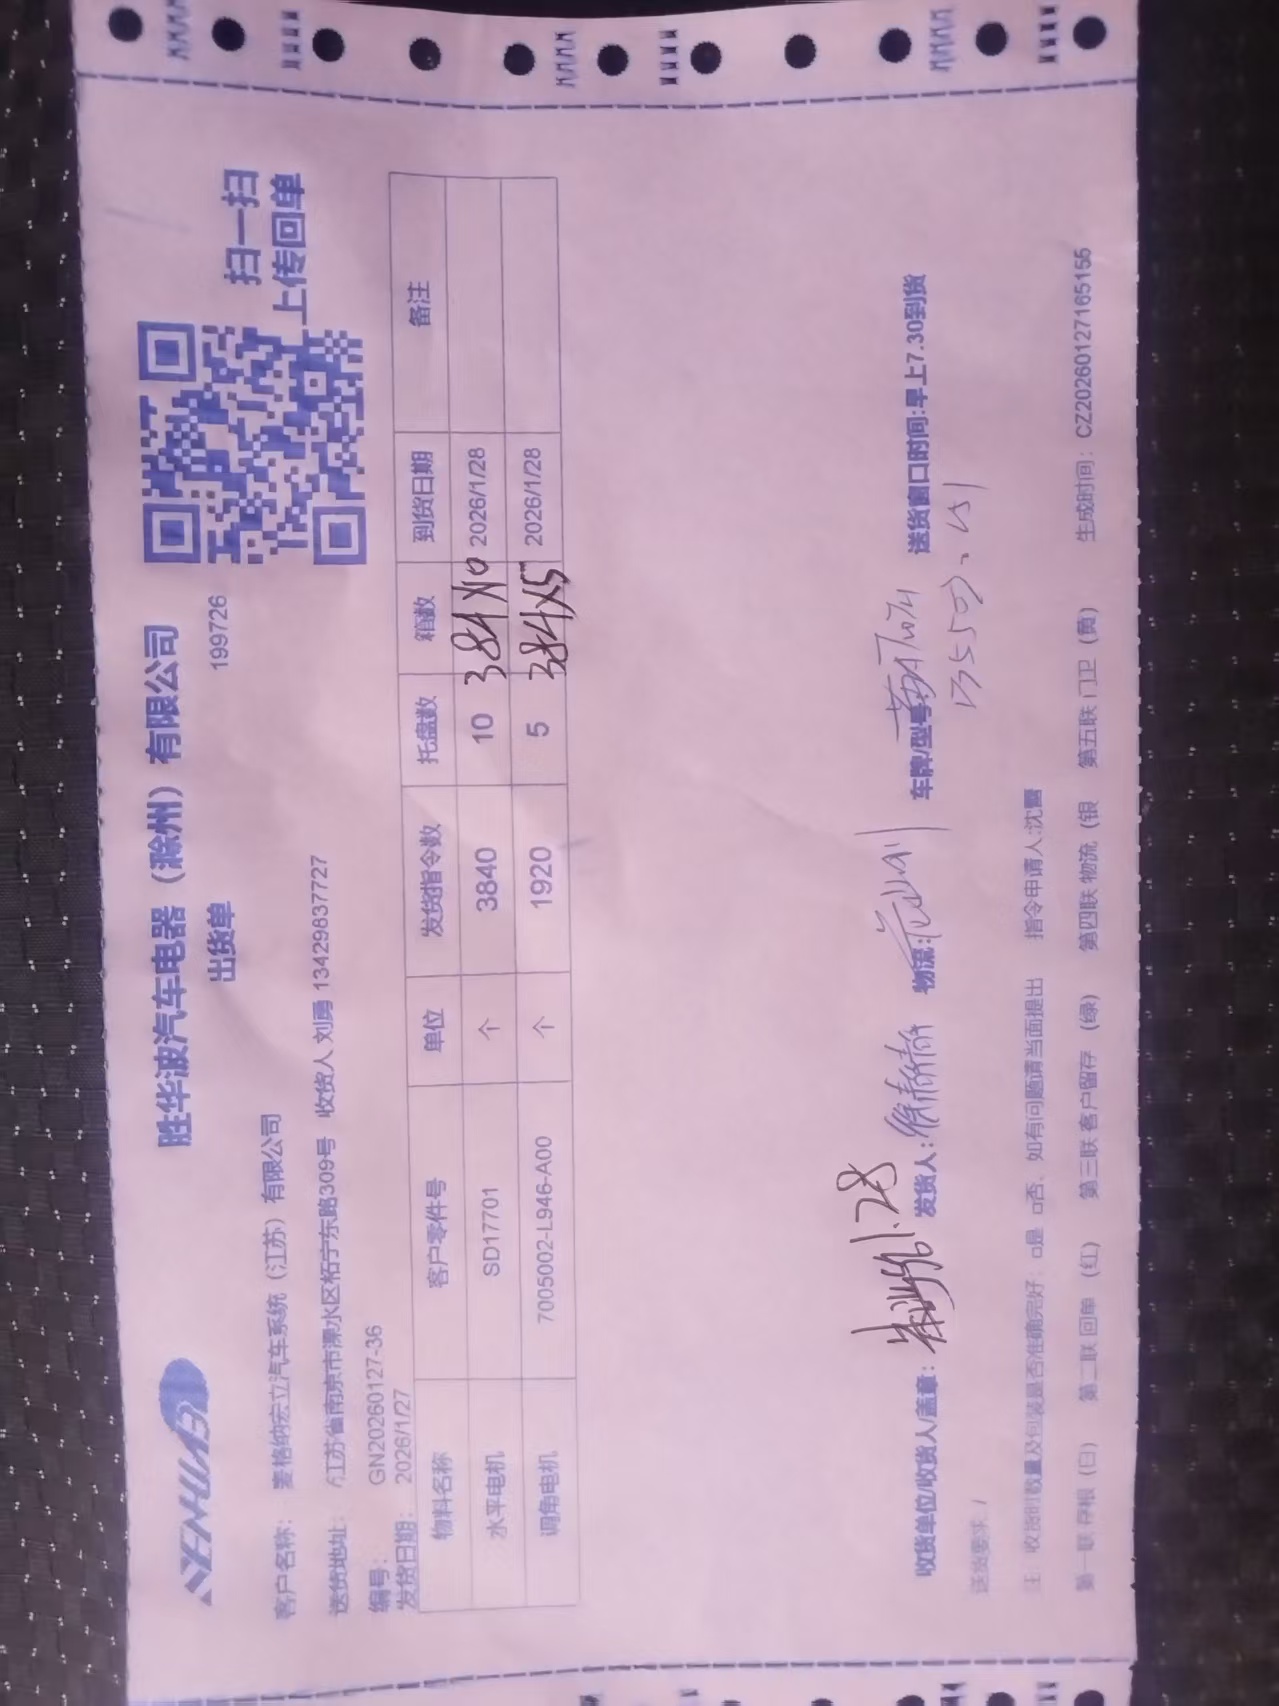 SENHUABO
胜华波汽车电器（滁州）有限公司
扫一扫
上传回单
出货单
199726
客户名称： 麦格纳宏立汽车系统（江苏）有限公司
送货地址： 江苏省南京市溧水区柘宁东路309号 收货人 刘勇 13429837727
编号： GN20260127-36
发货日期： 2026/1/27
物料名称 客户零件号 单位 发货指令数 托盘数 箱数 到货日期 备注
水平电机 SD17701 个 3840 10 384×10 2026/1/28
调角电机 7005002-L946-A00 个 1920 5 384×5 2026/1/28
收货单位/收货人/盖章： 1.28 发货人: 物流: 车牌/型号: 送货窗口时间:早上7.30到货
送货要求: /
注：收货时数量及包装是否准确完好：□是 □否、如有问题请当面提出 指令申请人:沈露
第一联 存根（白） 第二联 回单（红） 第三联 客户留存（绿） 第四联 物流（银 第五联 门卫（黄） 生成时间：CZ20260127165155